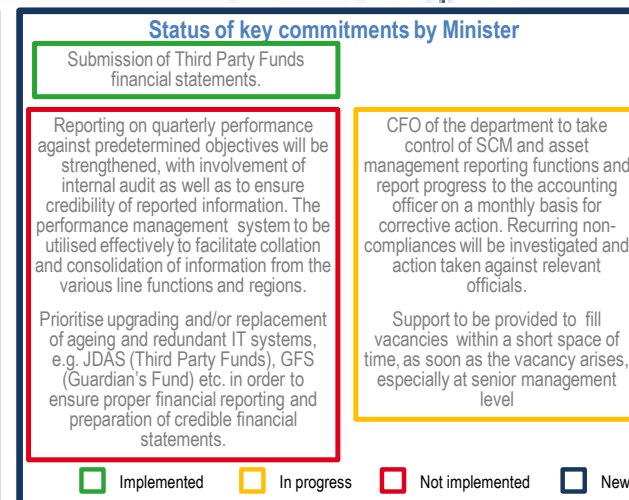 Status of key commitments by Minister
Submission of Third Party Funds
financial statements.
Reporting on quarterly performance
against predetermined objectives will be
strengthened, with involvement of
internal audit as well as to ensure
credibility of reported information. The
performance management system to be
utilised effectively to facilitate collation
and consolidation of information from the
various line functions and regions.
Prioritise upgrading and/or replacement
of ageing and redundant IT systems,
e.g. JDAS (Third Party Funds), GFS
(Guardian's Fund) etc. in order to
ensure proper financial reporting and
preparation of credible financial
statements.
CFO of the department to take
control of SCM and asset
management reporting functions and
report progress to the accounting
officer on a monthly basis for
corrective action. Recurring non-
compliances will be investigated and
action taken against relevant
officials.
Support to be provided to fill
vacancies within a short space of
time, as soon as the vacancy arises,
especially at senior management
level
Implemented
In progress
Not implemented
New